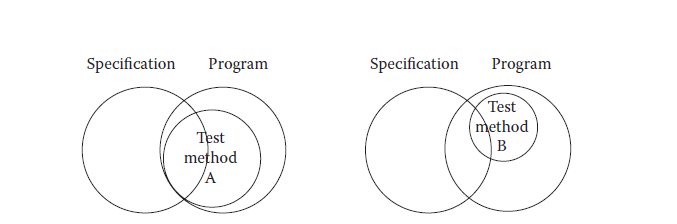 Specification Program
Test
method
A
Specification Program
Test
method
B